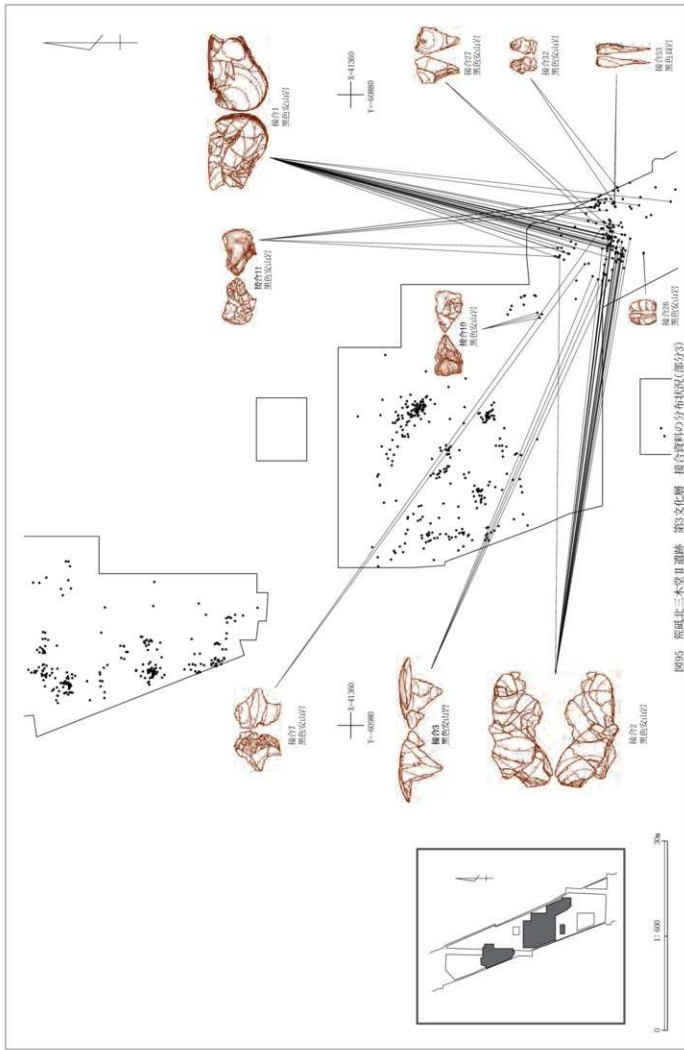 接合1
黒色安山岩
接合11
黒色安山岩
接合27
黒色安山岩
接合32
黒色安山岩
接合53
黒色頁岩
X=41360
Y=-60880
接合10
黒色安山岩
接合26
黒色安山岩
接合7
黒色安山岩
X=41360
Y=-60980
接合3
黒色安山岩
接合2
黒色安山岩
0
1:600
30m
図95 荒砥北三木堂Ⅱ遺跡 第3文化層 接合資料の分布状況(部分3)